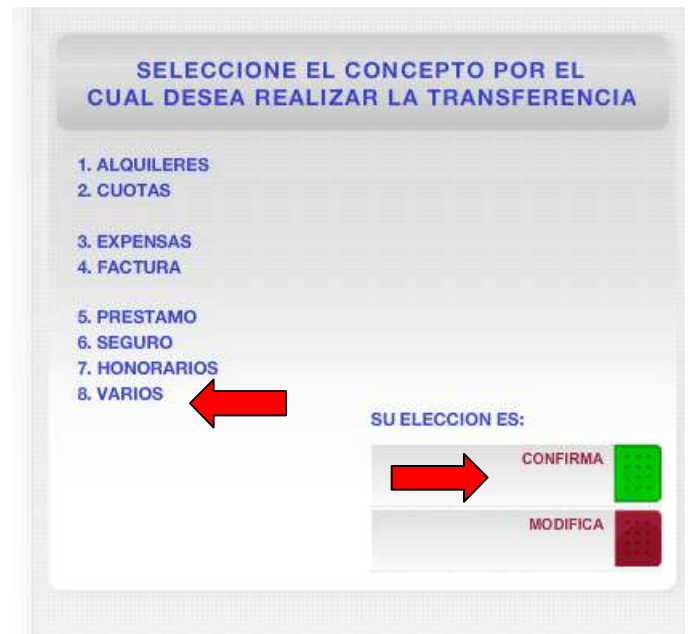 SELECCIONE EL CONCEPTO POR EL
CUAL DESEA REALIZAR LA TRANSFERENCIA
1. ALQUILERES
2. CUOTAS
3. EXPENSAS
4. FACTURA
5. PRESTAMO
6. SEGURO
7. HONORARIOS
8. VARIOS
SU ELECCION ES:
CONFIRMA
MODIFICA